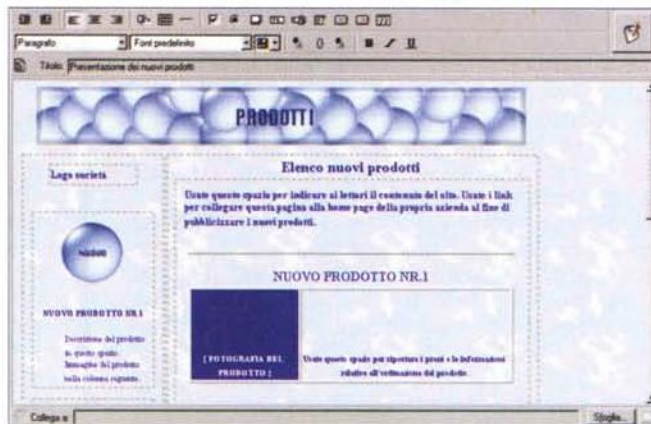 Paragrafo
Font predefinito
Titolo: Presentazione dei nuovi prodotti
PRODOTTI
Logo società
NUOVO PRODOTTO NR.1
Descrizione del prodotto
in questo spazio.
Immagine del prodotto
nella colonna seguente.
Elenco nuovi prodotti
Usate questo spazio per indicare ai lettori il contenuto del sito. Usate i link
per collegare questa pagina alla home page della propria azienda al fine di
pubblicizzare i nuovi prodotti.
NUOVO PRODOTTO NR.1
[ FOTOGRAFIA DEL
PRODOTTO ]
Usate questo spazio per riportare i prezzi e le informazioni
relative all'ordinazione del prodotto.
Collega a:
Sfoglia...